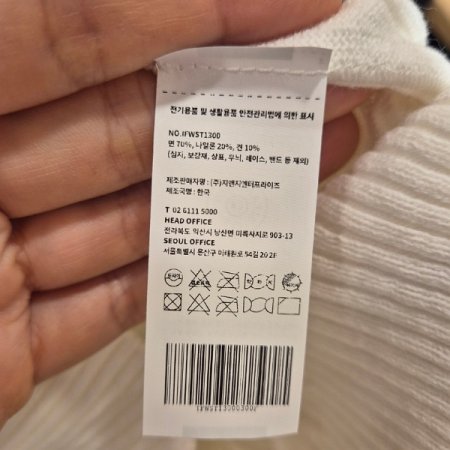 전기용품 및 생활용품 안전관리법에 의한 표시
NO.IFWST1300
면 70%, 나일론 20%, 견 10%
(심지, 보강재, 상표, 무늬, 레이스, 밴드 등 제외)
제조판매자명 : (주)지앤지엔터프라이즈
제조국명 : 한국
T 02 6111 5000
HEAD OFFICE
전라북도 익산시 낭산면 미륵사지로 903-13
SEOUL OFFICE
서울특별시 용산구 이태원로 54길 20 2F